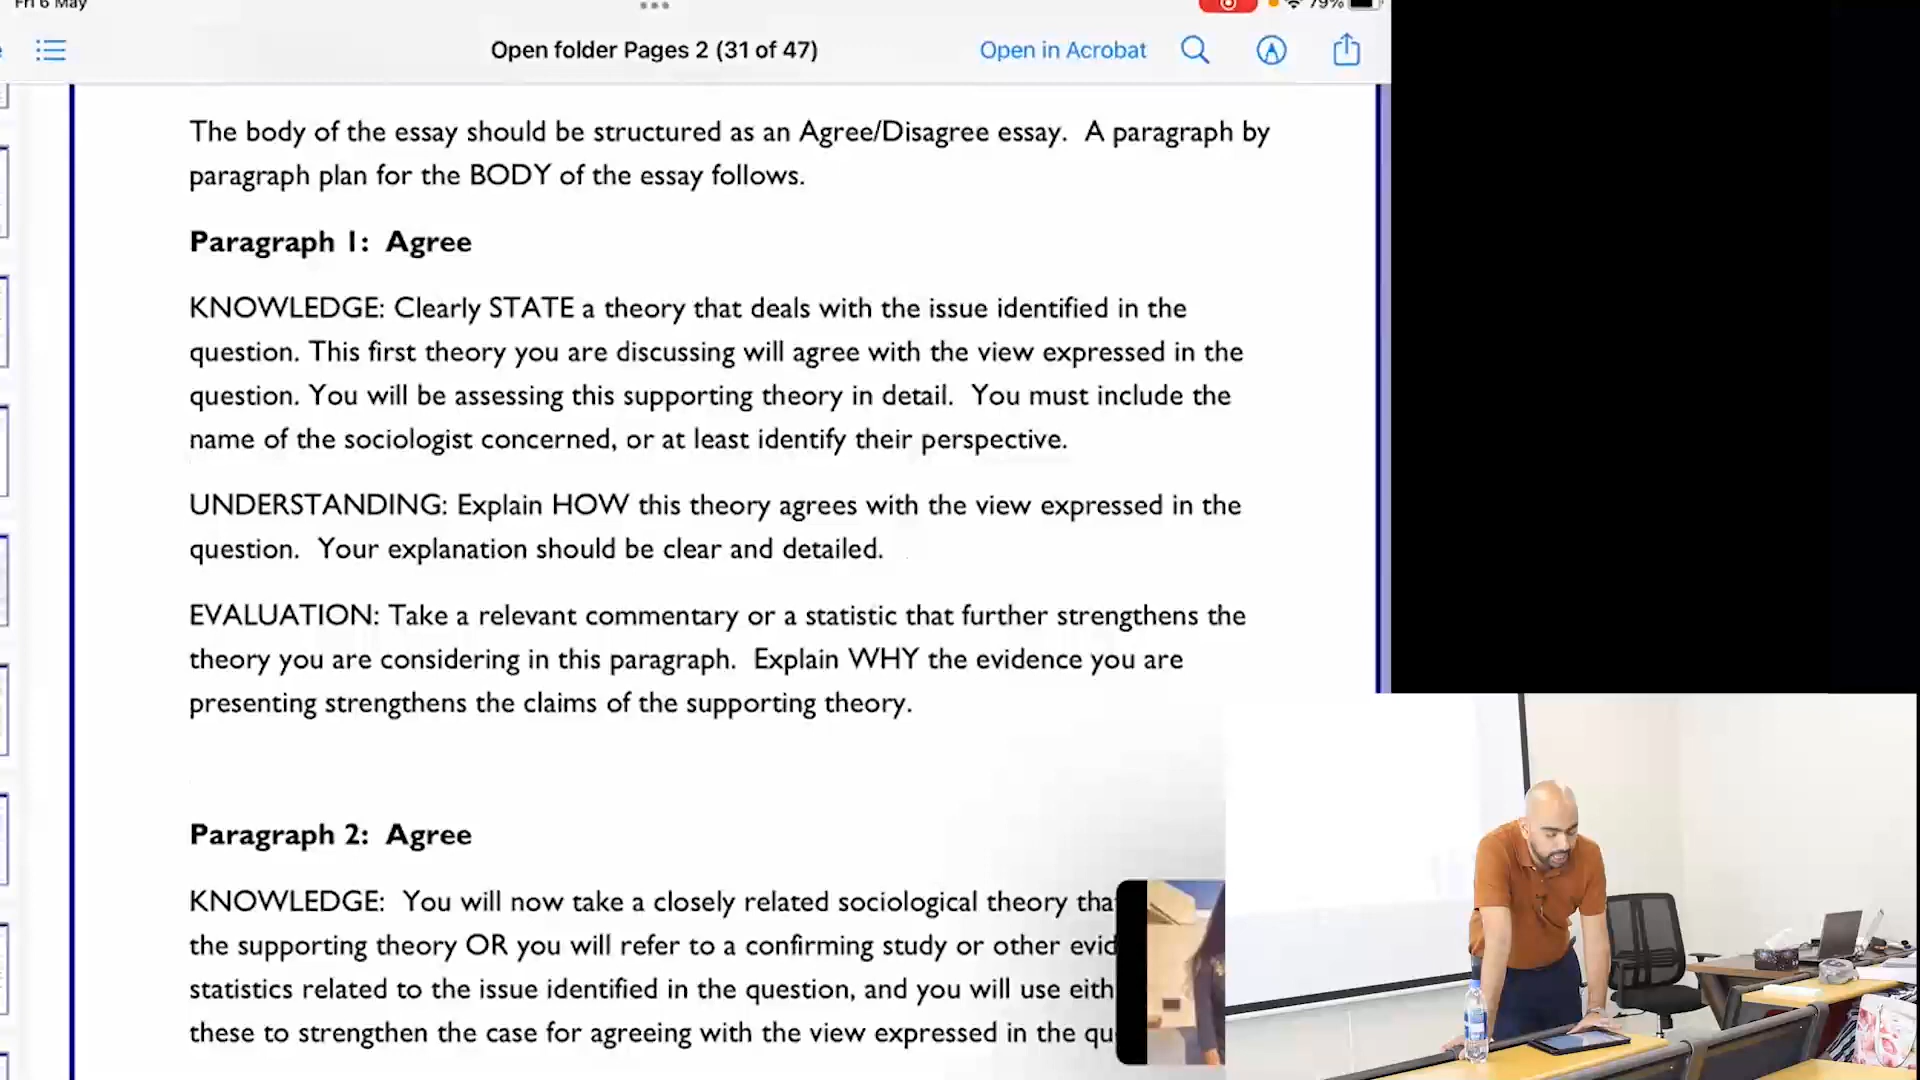 Fri 6 May
79%
Open folder Pages 2 (31 of 47)
Open in Acrobat
The body of the essay should be structured as an Agree/Disagree essay. A paragraph by
paragraph plan for the BODY of the essay follows.
Paragraph 1: Agree
KNOWLEDGE: Clearly STATE a theory that deals with the issue identified in the
question. This first theory you are discussing will agree with the view expressed in the
question. You will be assessing this supporting theory in detail. You must include the
name of the sociologist concerned, or at least identify their perspective.
UNDERSTANDING: Explain HOW this theory agrees with the view expressed in the
question. Your explanation should be clear and detailed.
EVALUATION: Take a relevant commentary or a statistic that further strengthens the
theory you are considering in this paragraph. Explain WHY the evidence you are
presenting strengthens the claims of the supporting theory.
Paragraph 2: Agree
KNOWLEDGE: You will now take a closely related sociological theory tha
the supporting theory OR you will refer to a confirming study or other evid
statistics related to the issue identified in the question, and you will use eith
these to strengthen the case for agreeing with the view expressed in the qu